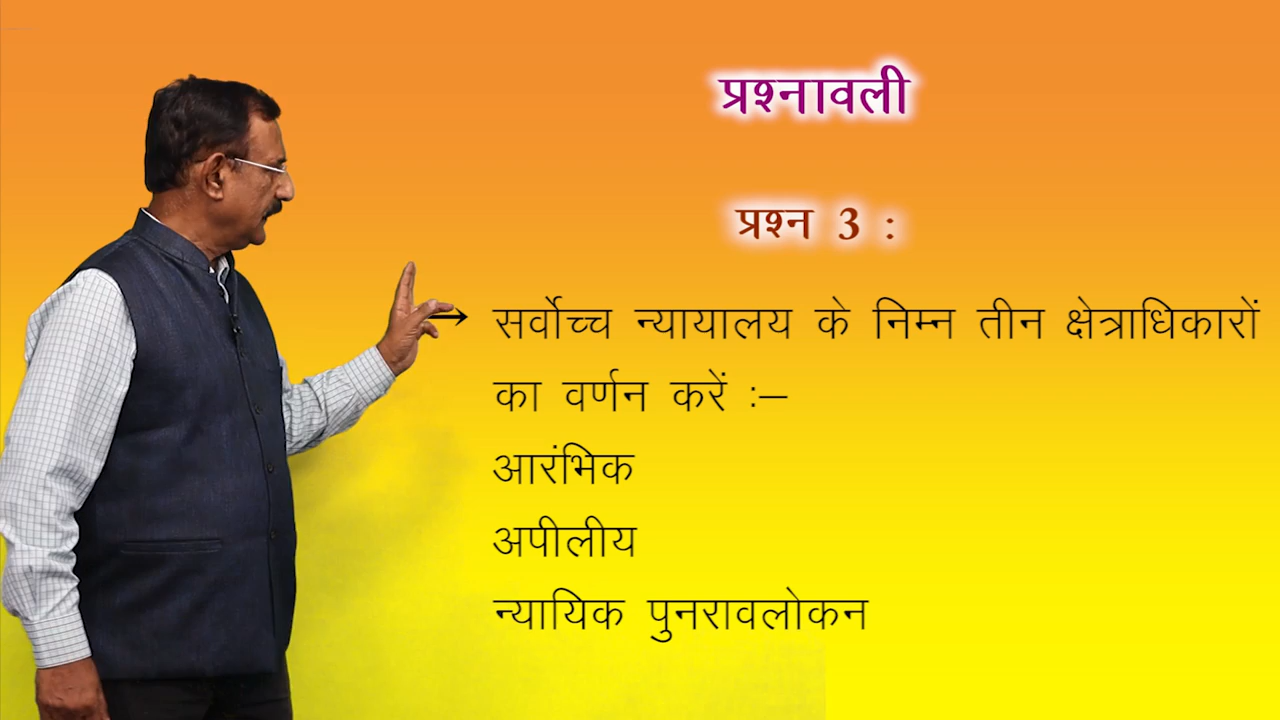 प्रश्नावली
प्रश्न 3 :
→ सर्वोच्च न्यायालय के निम्न तीन क्षेत्राधिकारों
का वर्णन करें :–
आरंभिक
अपीलीय
न्यायिक पुनरावलोकन